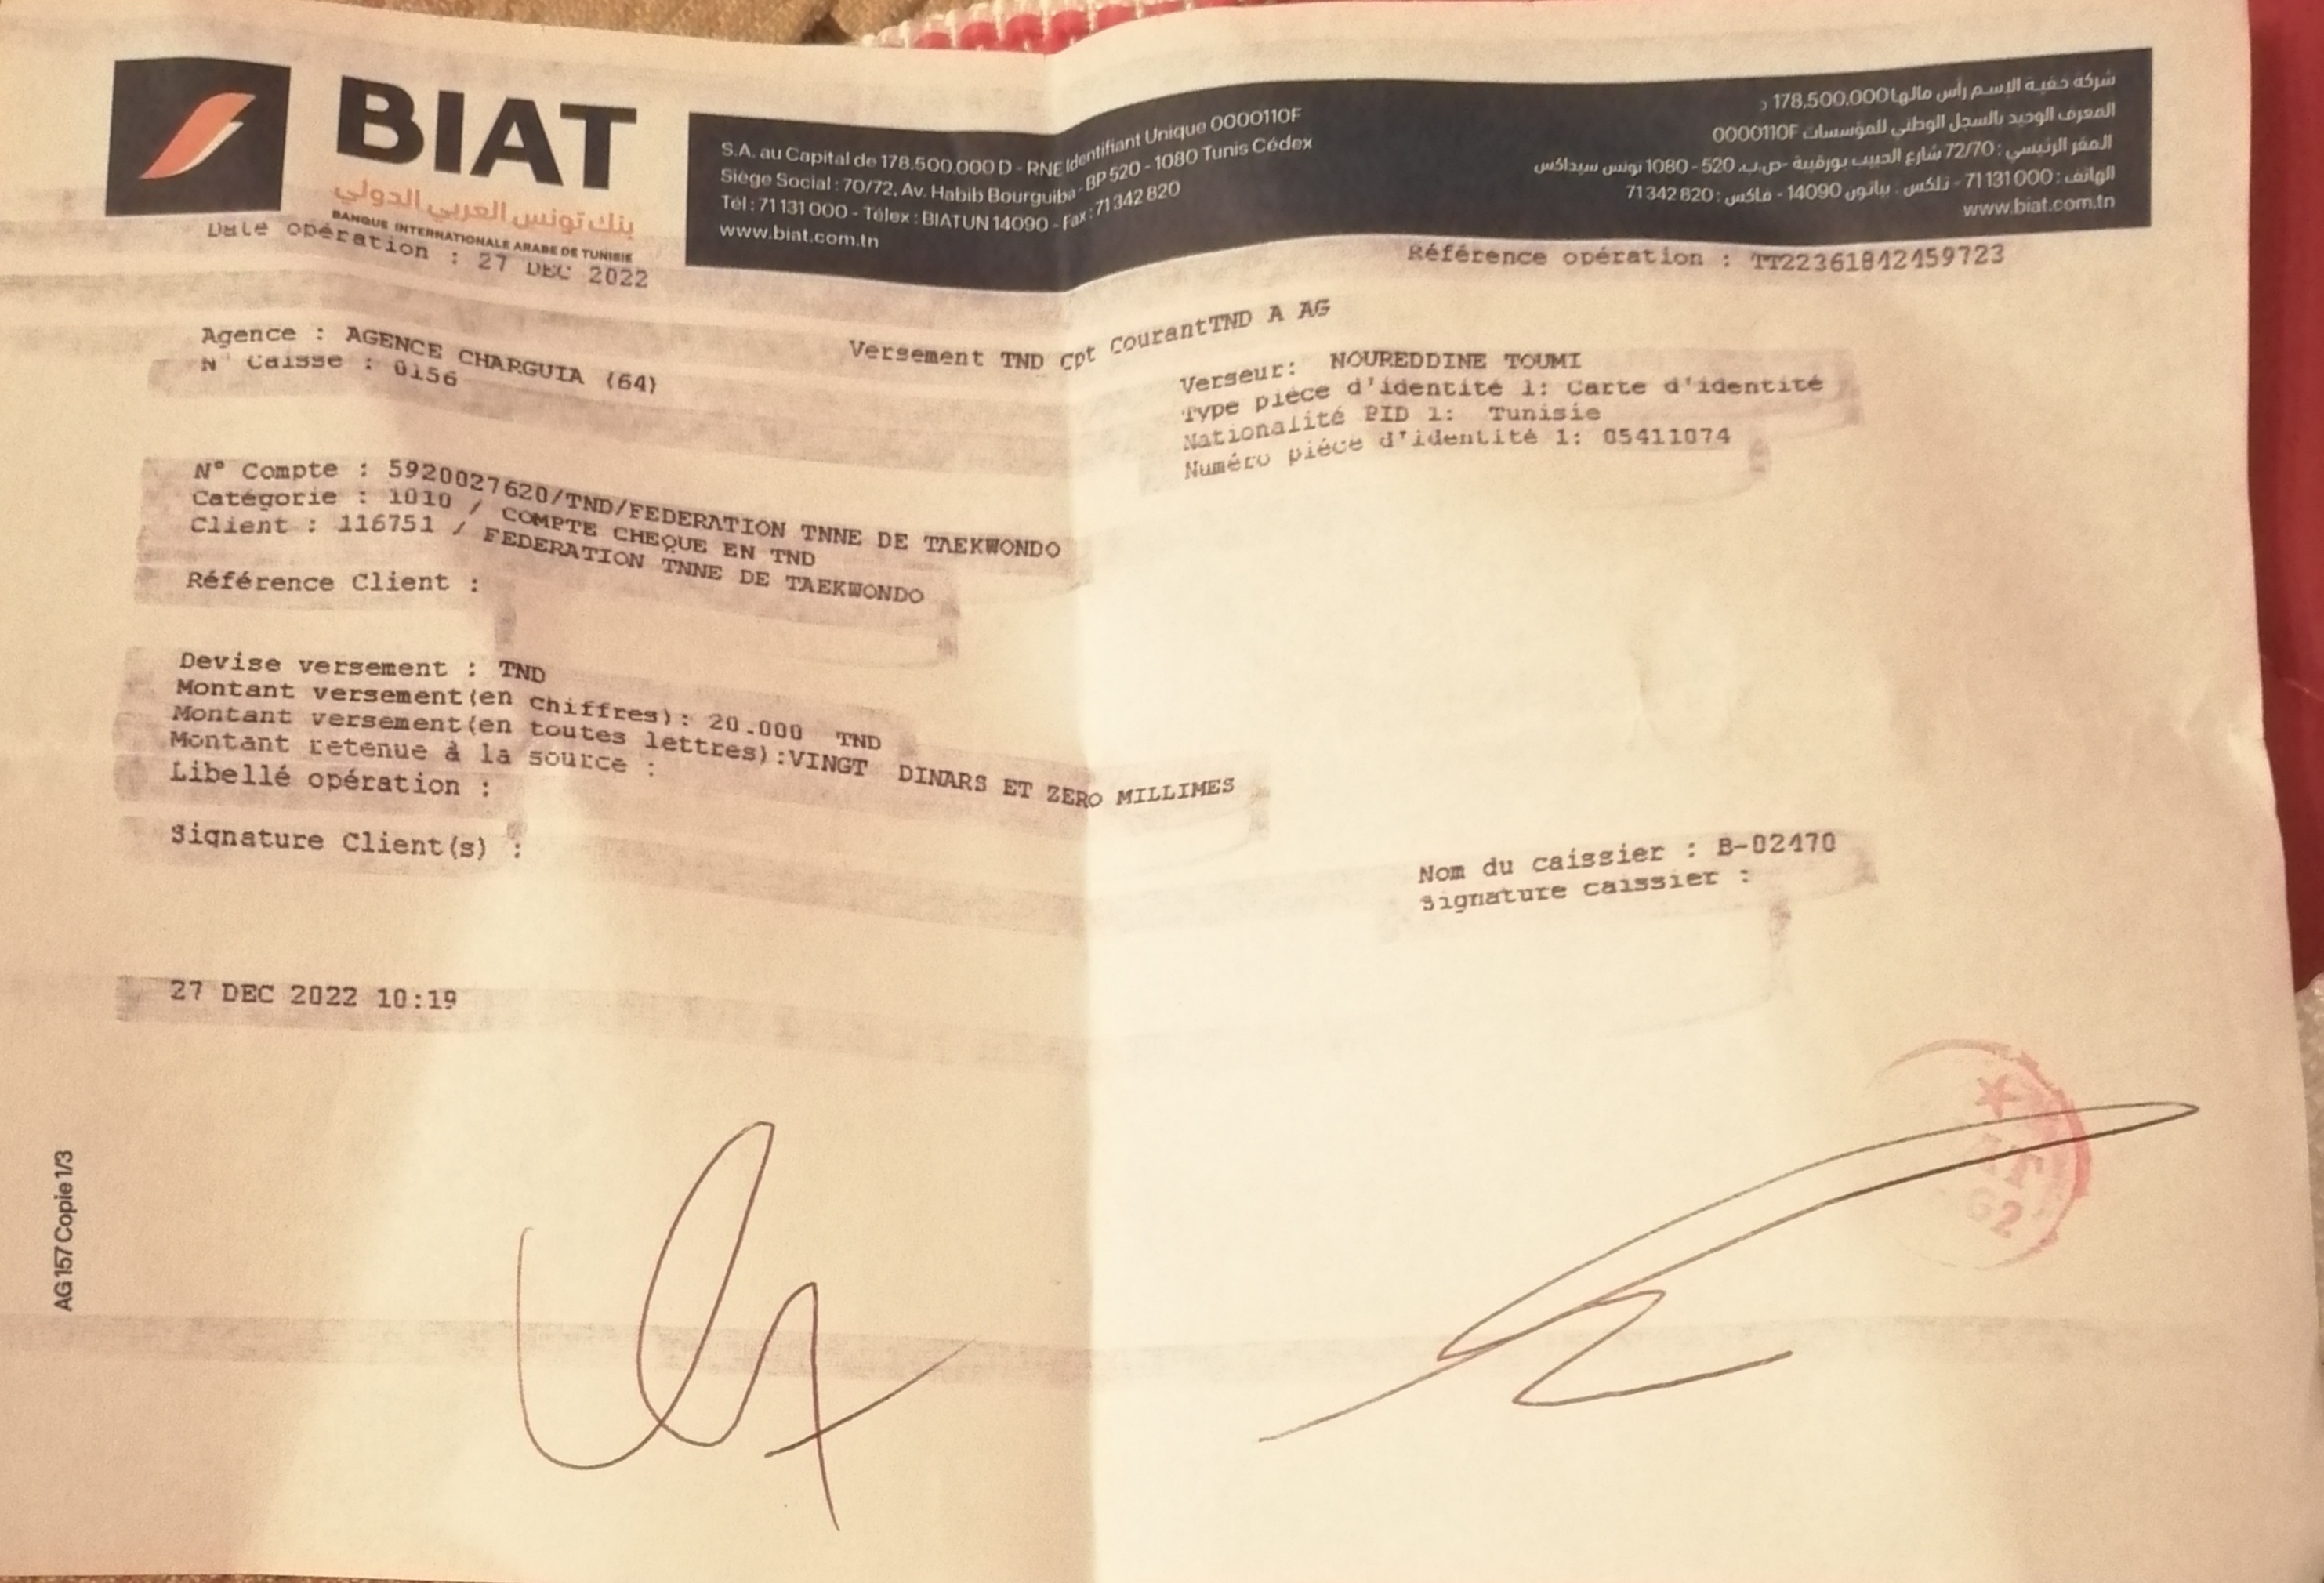 BIAT
بنك تونس العربي الدولي
BANQUE INTERNATIONALE ARABE DE TUNISIE
S.A. au Capital de 178.500.000 D - RNE Identifiant Unique 0000110F
Siège Social : 70/72, Av. Habib Bourguiba - BP 520 - 1080 Tunis Cédex
Tél : 71 131 000 - Télex : BIATUN 14090 - Fax : 71 342 820
www.biat.com.tn
شركة خفية الإسم رأس مالها 178.500.000 د
المعرف الوحيد بالسجل الوطني للمؤسسات 0000110F
المقر الرئيسي : 72/70 شارع الحبيب بورقيبة -ص.ب. 520 - 1080 تونس سيداكس
الهاتف : 71131000 - تلكس : بياتون 14090 - فاكس : 71342820
www.biat.com.tn
Date opération : 27 DEC 2022
Référence opération : TT22361842459723
Versement TND Cpt CourantTND A AG
Agence : AGENCE CHARGUIA (64)
N° Caisse : 0156
Verseur: NOUREDDINE TOUMI
Type pièce d'identité 1: Carte d'identité
Nationalité PID 1: Tunisie
Numéro pièce d'identité 1: 05411074
N° Compte : 5920027620/TND/FEDERATION TNNE DE TAEKWONDO
Catégorie : 1010 / COMPTE CHEQUE EN TND
Client : 116751 / FEDERATION TNNE DE TAEKWONDO
Référence Client :
Devise versement : TND
Montant versement(en chiffres): 20.000 TND
Montant versement(en toutes lettres):VINGT DINARS ET ZERO MILLIMES
Montant retenue à la source :
Libellé opération :
Signature Client(s) :
Nom du caissier : B-02470
Signature caissier :
27 DEC 2022 10:19
AG 157 Copie 1/3